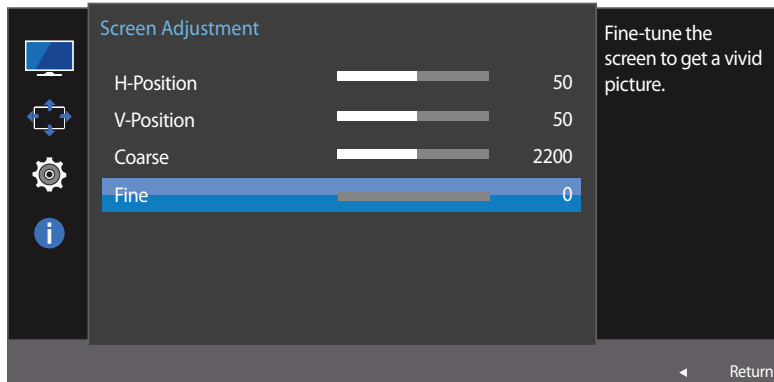 Screen Adjustment
H-Position 50
V-Position 50
Coarse 2200
Fine 0
Fine-tune the
screen to get a vivid
picture.
Return